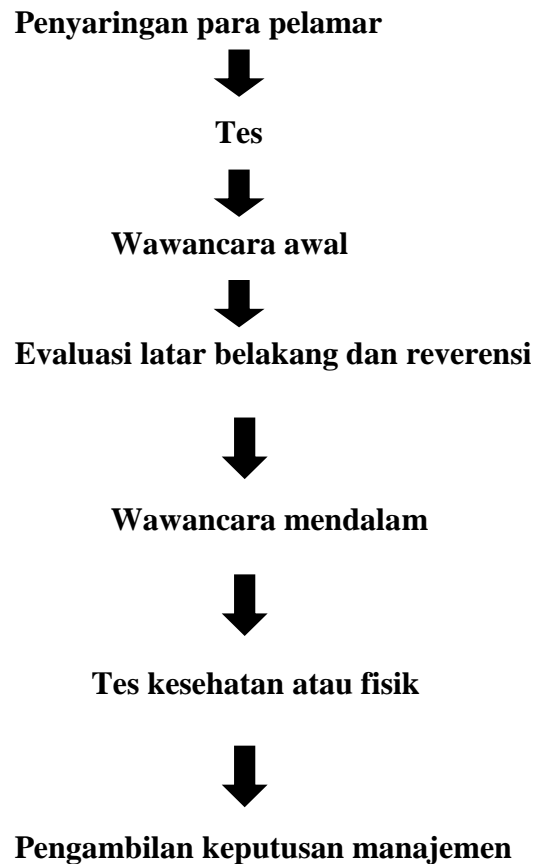 Penyaringan para pelamar
Tes
Wawancara awal
Evaluasi latar belakang dan reverensi
Wawancara mendalam
Tes kesehatan atau fisik
Pengambilan keputusan manajemen